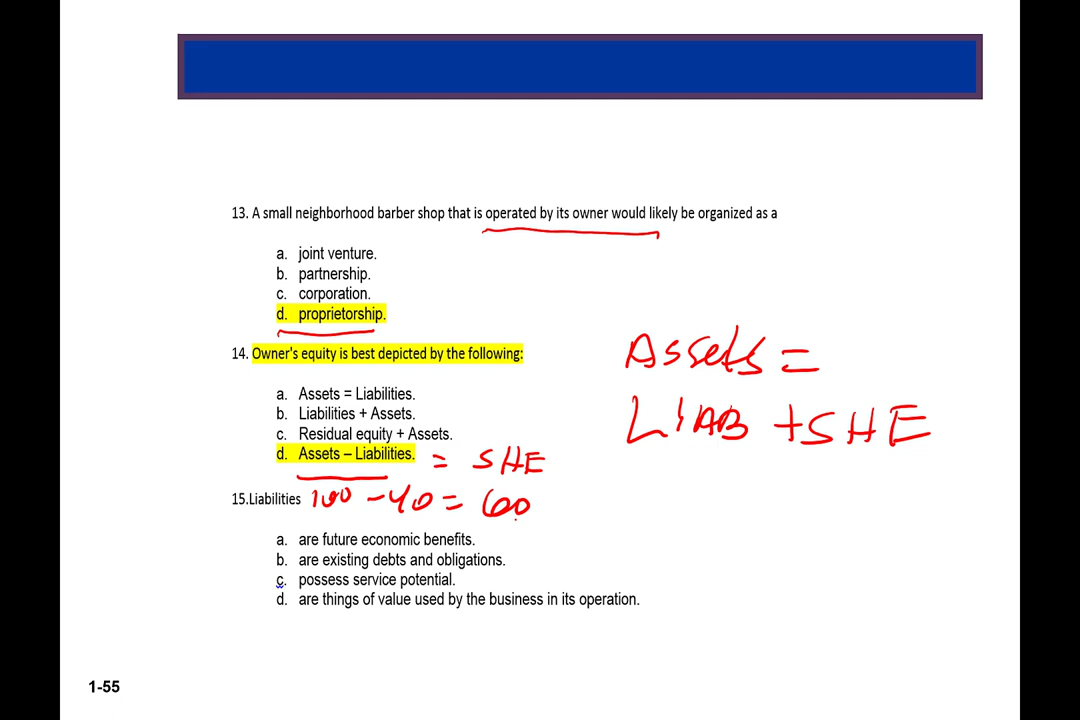 13. A small neighborhood barber shop that is operated by its owner would likely be organized as a
a. joint venture.
b. partnership.
c. corporation.
d. proprietorship.
14. Owner's equity is best depicted by the following:
Assets =
a. Assets = Liabilities.
b. Liabilities + Assets.
LIAB + SHE
c. Residual equity + Assets.
d. Assets – Liabilities. = SHE
15.Liabilities 100 - 40 = 60
a. are future economic benefits.
b. are existing debts and obligations.
c. possess service potential.
d. are things of value used by the business in its operation.
1-55